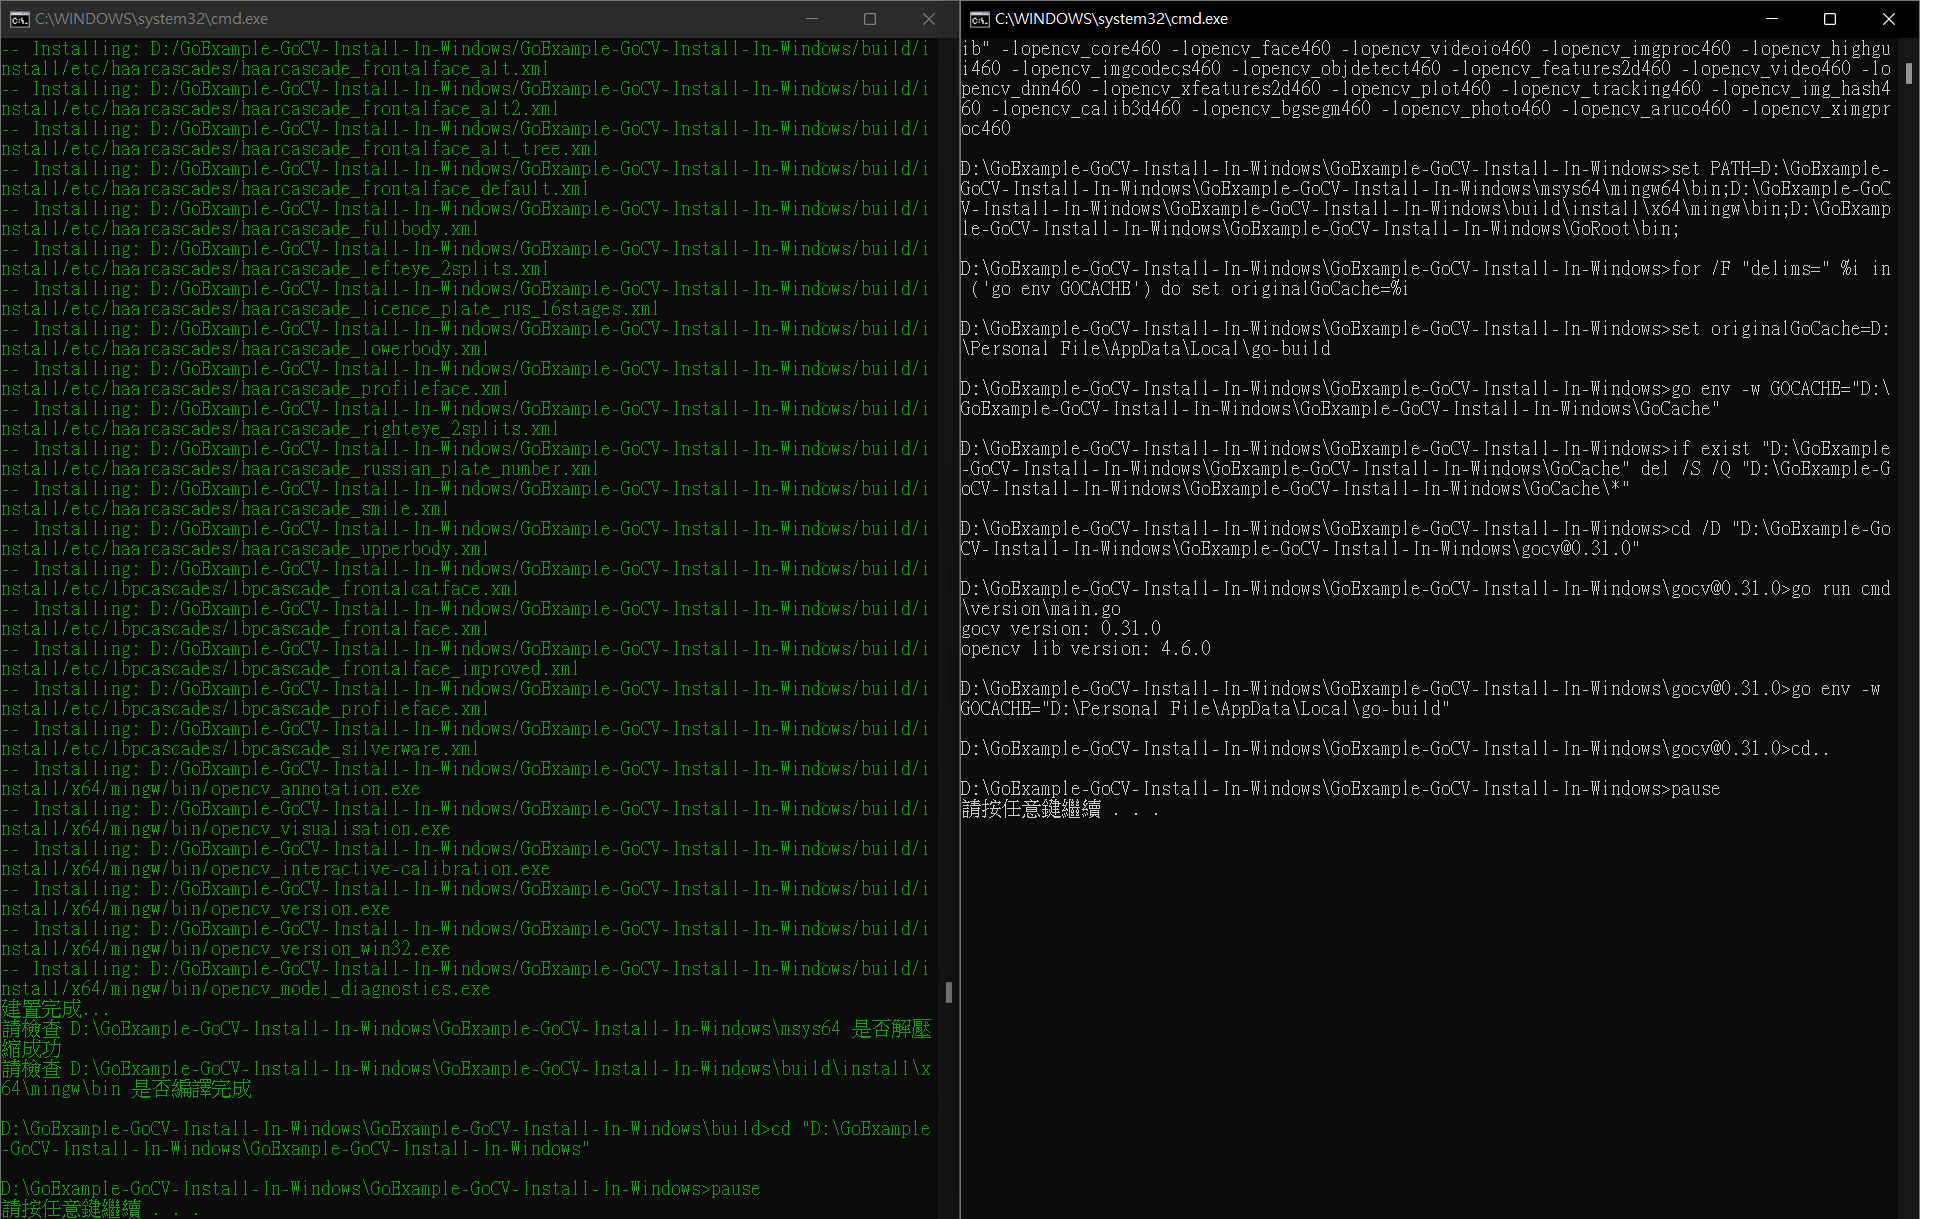 C:\WINDOWS\system32\cmd.exe
-- Installing: D:/GoExample-GoCV-Install-In-Windows/GoExample-GoCV-Install-In-Windows/build/i
nstall/etc/haarcascades/haarcascade_frontalface_alt.xml
-- Installing: D:/GoExample-GoCV-Install-In-Windows/GoExample-GoCV-Install-In-Windows/build/i
nstall/etc/haarcascades/haarcascade_frontalface_alt2.xml
-- Installing: D:/GoExample-GoCV-Install-In-Windows/GoExample-GoCV-Install-In-Windows/build/i
nstall/etc/haarcascades/haarcascade_frontalface_alt_tree.xml
-- Installing: D:/GoExample-GoCV-Install-In-Windows/GoExample-GoCV-Install-In-Windows/build/i
nstall/etc/haarcascades/haarcascade_frontalface_default.xml
-- Installing: D:/GoExample-GoCV-Install-In-Windows/GoExample-GoCV-Install-In-Windows/build/i
nstall/etc/haarcascades/haarcascade_fullbody.xml
-- Installing: D:/GoExample-GoCV-Install-In-Windows/GoExample-GoCV-Install-In-Windows/build/i
nstall/etc/haarcascades/haarcascade_lefteye_2splits.xml
-- Installing: D:/GoExample-GoCV-Install-In-Windows/GoExample-GoCV-Install-In-Windows/build/i
nstall/etc/haarcascades/haarcascade_licence_plate_rus_16stages.xml
-- Installing: D:/GoExample-GoCV-Install-In-Windows/GoExample-GoCV-Install-In-Windows/build/i
nstall/etc/haarcascades/haarcascade_lowerbody.xml
-- Installing: D:/GoExample-GoCV-Install-In-Windows/GoExample-GoCV-Install-In-Windows/build/i
nstall/etc/haarcascades/haarcascade_profileface.xml
-- Installing: D:/GoExample-GoCV-Install-In-Windows/GoExample-GoCV-Install-In-Windows/build/i
nstall/etc/haarcascades/haarcascade_righteye_2splits.xml
-- Installing: D:/GoExample-GoCV-Install-In-Windows/GoExample-GoCV-Install-In-Windows/build/i
nstall/etc/haarcascades/haarcascade_russian_plate_number.xml
-- Installing: D:/GoExample-GoCV-Install-In-Windows/GoExample-GoCV-Install-In-Windows/build/i
nstall/etc/haarcascades/haarcascade_smile.xml
-- Installing: D:/GoExample-GoCV-Install-In-Windows/GoExample-GoCV-Install-In-Windows/build/i
nstall/etc/haarcascades/haarcascade_upperbody.xml
-- Installing: D:/GoExample-GoCV-Install-In-Windows/GoExample-GoCV-Install-In-Windows/build/i
nstall/etc/lbpcascades/lbpcascade_frontalcatface.xml
-- Installing: D:/GoExample-GoCV-Install-In-Windows/GoExample-GoCV-Install-In-Windows/build/i
nstall/etc/lbpcascades/lbpcascade_frontalface.xml
-- Installing: D:/GoExample-GoCV-Install-In-Windows/GoExample-GoCV-Install-In-Windows/build/i
nstall/etc/lbpcascades/lbpcascade_frontalface_improved.xml
-- Installing: D:/GoExample-GoCV-Install-In-Windows/GoExample-GoCV-Install-In-Windows/build/i
nstall/etc/lbpcascades/lbpcascade_profileface.xml
-- Installing: D:/GoExample-GoCV-Install-In-Windows/GoExample-GoCV-Install-In-Windows/build/i
nstall/etc/lbpcascades/lbpcascade_silverware.xml
-- Installing: D:/GoExample-GoCV-Install-In-Windows/GoExample-GoCV-Install-In-Windows/build/i
nstall/x64/mingw/bin/opencv_annotation.exe
-- Installing: D:/GoExample-GoCV-Install-In-Windows/GoExample-GoCV-Install-In-Windows/build/i
nstall/x64/mingw/bin/opencv_visualisation.exe
-- Installing: D:/GoExample-GoCV-Install-In-Windows/GoExample-GoCV-Install-In-Windows/build/i
nstall/x64/mingw/bin/opencv_interactive-calibration.exe
-- Installing: D:/GoExample-GoCV-Install-In-Windows/GoExample-GoCV-Install-In-Windows/build/i
nstall/x64/mingw/bin/opencv_version.exe
-- Installing: D:/GoExample-GoCV-Install-In-Windows/GoExample-GoCV-Install-In-Windows/build/i
nstall/x64/mingw/bin/opencv_version_win32.exe
-- Installing: D:/GoExample-GoCV-Install-In-Windows/GoExample-GoCV-Install-In-Windows/build/i
nstall/x64/mingw/bin/opencv_model_diagnostics.exe
建置完成...
請檢查 D:\GoExample-GoCV-Install-In-Windows\GoExample-GoCV-Install-In-Windows\msys64 是否解壓
縮成功
請檢查 D:\GoExample-GoCV-Install-In-Windows\GoExample-GoCV-Install-In-Windows\build\install\x
64\mingw\bin 是否編譯完成
D:\GoExample-GoCV-Install-In-Windows\GoExample-GoCV-Install-In-Windows\build>cd "D:\GoExample
-GoCV-Install-In-Windows\GoExample-GoCV-Install-In-Windows"
D:\GoExample-GoCV-Install-In-Windows\GoExample-GoCV-Install-In-Windows>pause
請按任意鍵繼續 . . .
C:\WINDOWS\system32\cmd.exe
ib" -lopencv_core460 -lopencv_face460 -lopencv_videoio460 -lopencv_imgproc460 -lopencv_highgu
i460 -lopencv_imgcodecs460 -lopencv_objdetect460 -lopencv_features2d460 -lopencv_video460 -lo
pencv_dnn460 -lopencv_xfeatures2d460 -lopencv_plot460 -lopencv_tracking460 -lopencv_img_hash4
60 -lopencv_calib3d460 -lopencv_bgsegm460 -lopencv_photo460 -lopencv_aruco460 -lopencv_ximgpr
oc460
D:\GoExample-GoCV-Install-In-Windows\GoExample-GoCV-Install-In-Windows>set PATH=D:\GoExample-
GoCV-Install-In-Windows\GoExample-GoCV-Install-In-Windows\msys64\mingw64\bin;D:\GoExample-GoC
V-Install-In-Windows\GoExample-GoCV-Install-In-Windows\build\install\x64\mingw\bin;D:\GoExamp
le-GoCV-Install-In-Windows\GoExample-GoCV-Install-In-Windows\GoRoot\bin;
D:\GoExample-GoCV-Install-In-Windows\GoExample-GoCV-Install-In-Windows>for /F "delims=" %i in
('go env GOCACHE') do set originalGoCache=%i
D:\GoExample-GoCV-Install-In-Windows\GoExample-GoCV-Install-In-Windows>set originalGoCache=D:
\Personal File\AppData\Local\go-build
D:\GoExample-GoCV-Install-In-Windows\GoExample-GoCV-Install-In-Windows>go env -w GOCACHE="D:\
GoExample-GoCV-Install-In-Windows\GoExample-GoCV-Install-In-Windows\GoCache"
D:\GoExample-GoCV-Install-In-Windows\GoExample-GoCV-Install-In-Windows>if exist "D:\GoExample
-GoCV-Install-In-Windows\GoExample-GoCV-Install-In-Windows\GoCache" del /S /Q "D:\GoExample-G
oCV-Install-In-Windows\GoExample-GoCV-Install-In-Windows\GoCache\*"
D:\GoExample-GoCV-Install-In-Windows\GoExample-GoCV-Install-In-Windows>cd /D "D:\GoExample-Go
CV-Install-In-Windows\GoExample-GoCV-Install-In-Windows\gocv@0.31.0"
D:\GoExample-GoCV-Install-In-Windows\GoExample-GoCV-Install-In-Windows\gocv@0.31.0>go run cmd
\version\main.go
gocv version: 0.31.0
opencv lib version: 4.6.0
D:\GoExample-GoCV-Install-In-Windows\GoExample-GoCV-Install-In-Windows\gocv@0.31.0>go env -w
GOCACHE="D:\Personal File\AppData\Local\go-build"
D:\GoExample-GoCV-Install-In-Windows\GoExample-GoCV-Install-In-Windows\gocv@0.31.0>cd..
D:\GoExample-GoCV-Install-In-Windows\GoExample-GoCV-Install-In-Windows>pause
請按任意鍵繼續 . . .